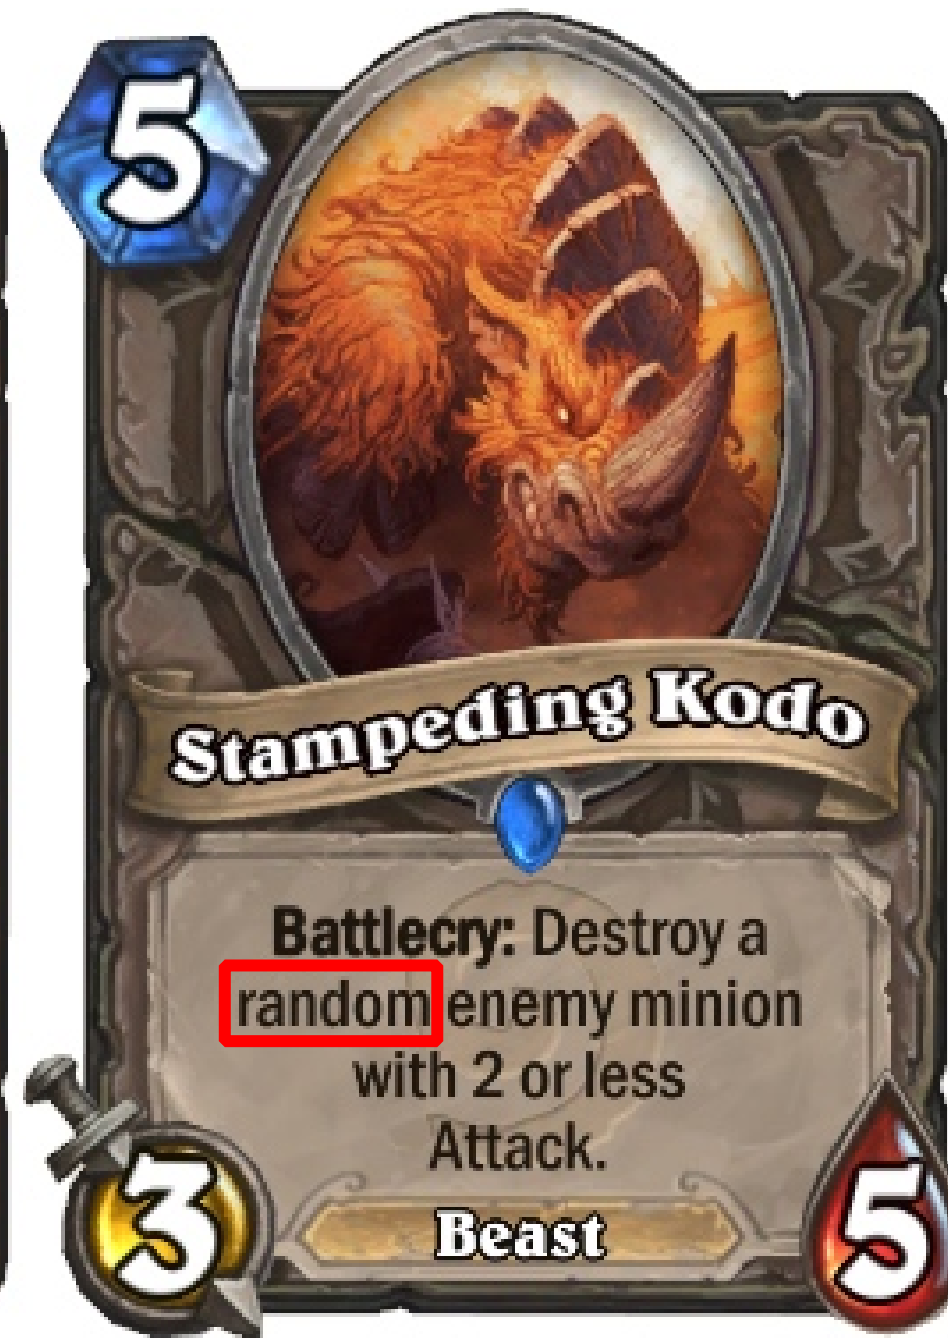 5
Stampeding Kodo
Battlecry: Destroy a
random enemy minion
with 2 or less
Attack.
3
Beast
5